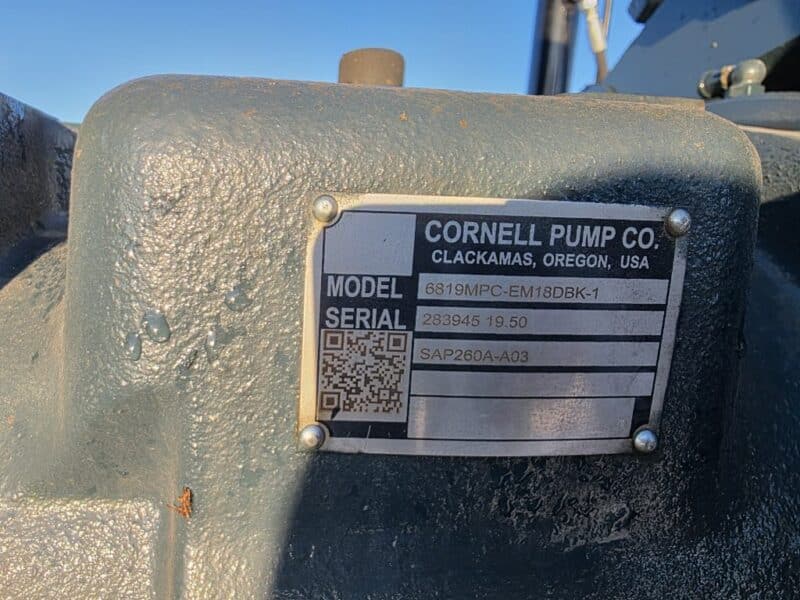 CORNELL PUMP CO.
CLACKAMAS, OREGON, USA
MODEL 6819MPC-EM18DBK-1
SERIAL 283945 19.50
SAP260A-A03